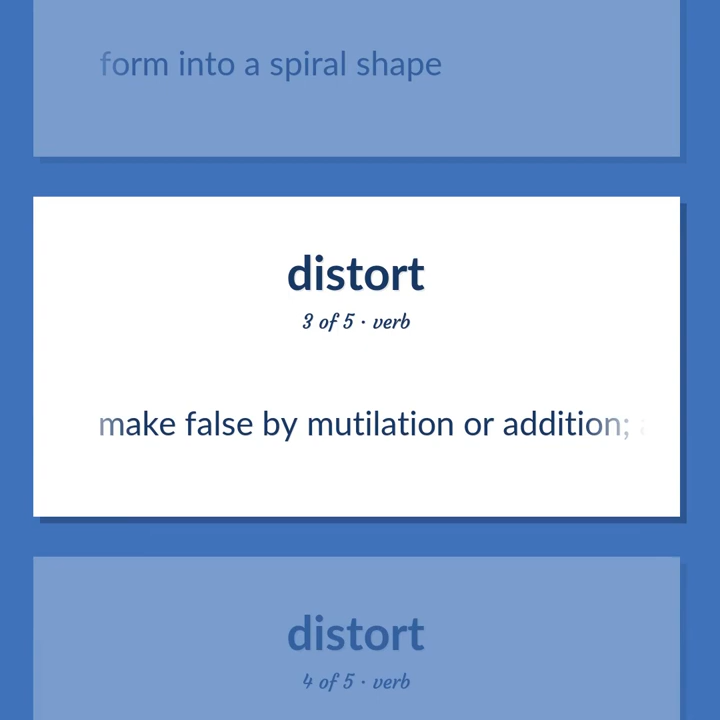 form into a spiral shape
distort
3 of 5 · verb
make false by mutilation or addition;
distort
4 of 5 · verb